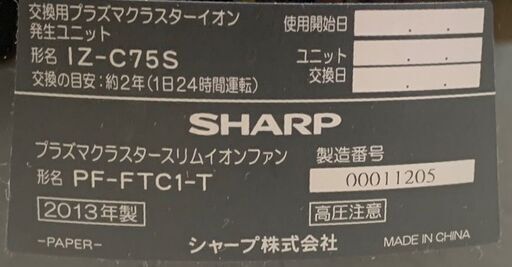 交換用プラズマクラスターイオン
発生ユニット
形名 IZ-C75S
交換の目安:約2年(1日24時間運転)
使用開始日 . .
ユニット
交換日 . .
SHARP
プラズマクラスタースリムイオンファン
形名 PF-FTC1-T
製造番号
00011205
2013年製
高圧注意
-PAPER-
シャープ株式会社
MADE IN CHINA